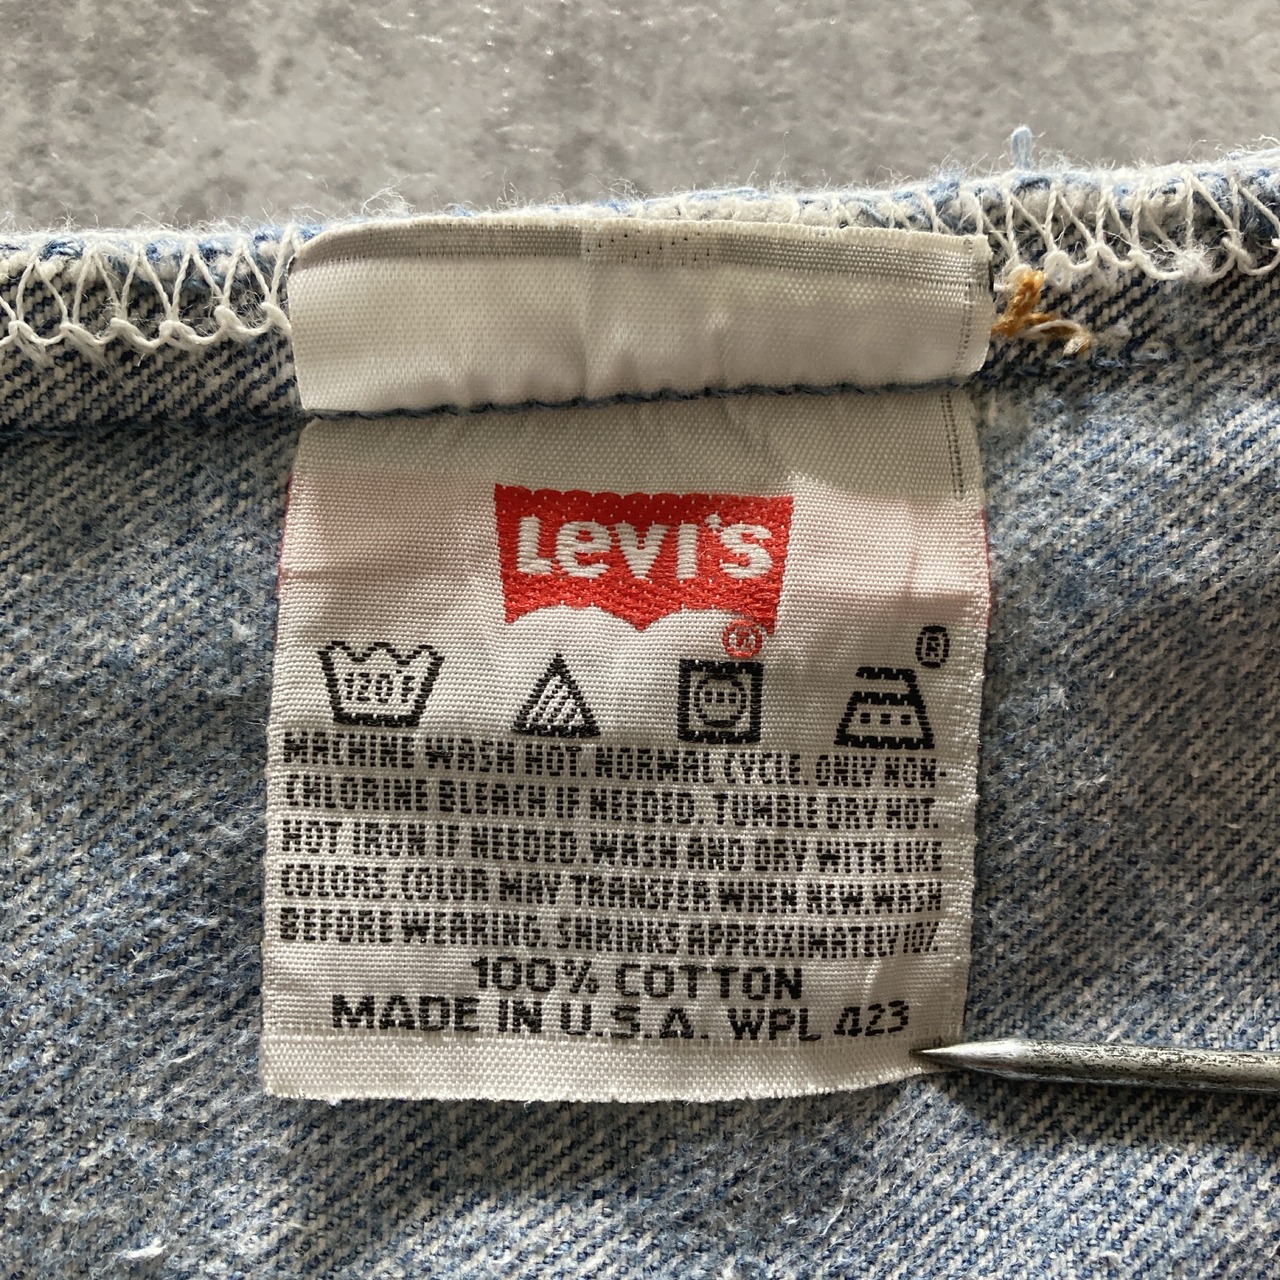 Levi's
®
®
120F
MACHINE WASH HOT. NORMAL CYCLE. ONLY NON-
CHLORINE BLEACH IF NEEDED. TUMBLE DRY HOT.
HOT IRON IF NEEDED. WASH AND DRY WITH LIKE
COLORS COLOR MAY TRANSFER WHEN NEW. WASH
BEFORE WEARING. SHRINKS APPROXIMATELY 10%
100% COTTON
MADE IN U.S.A. WPL 423